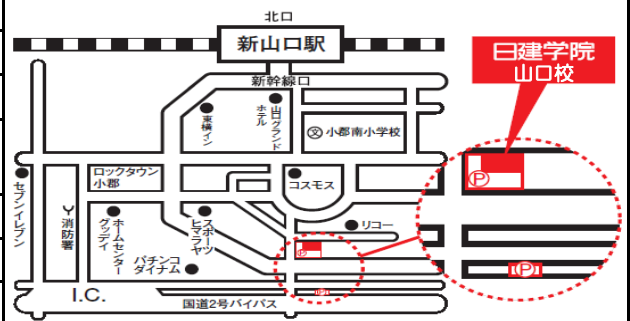 北口
新山口駅
新幹線口
日建学院
山口校
東横イン
山口グランド
ホテル
文 小郡南小学校
ロックタウン
小郡
コスモス
セブンイレブン
消防署
ホームセンター
グッデイ
スポーツ
ヒマラヤ
リコー
パチンコ
ダイナム
P
P
P
P
I.C.
国道2号バイパス